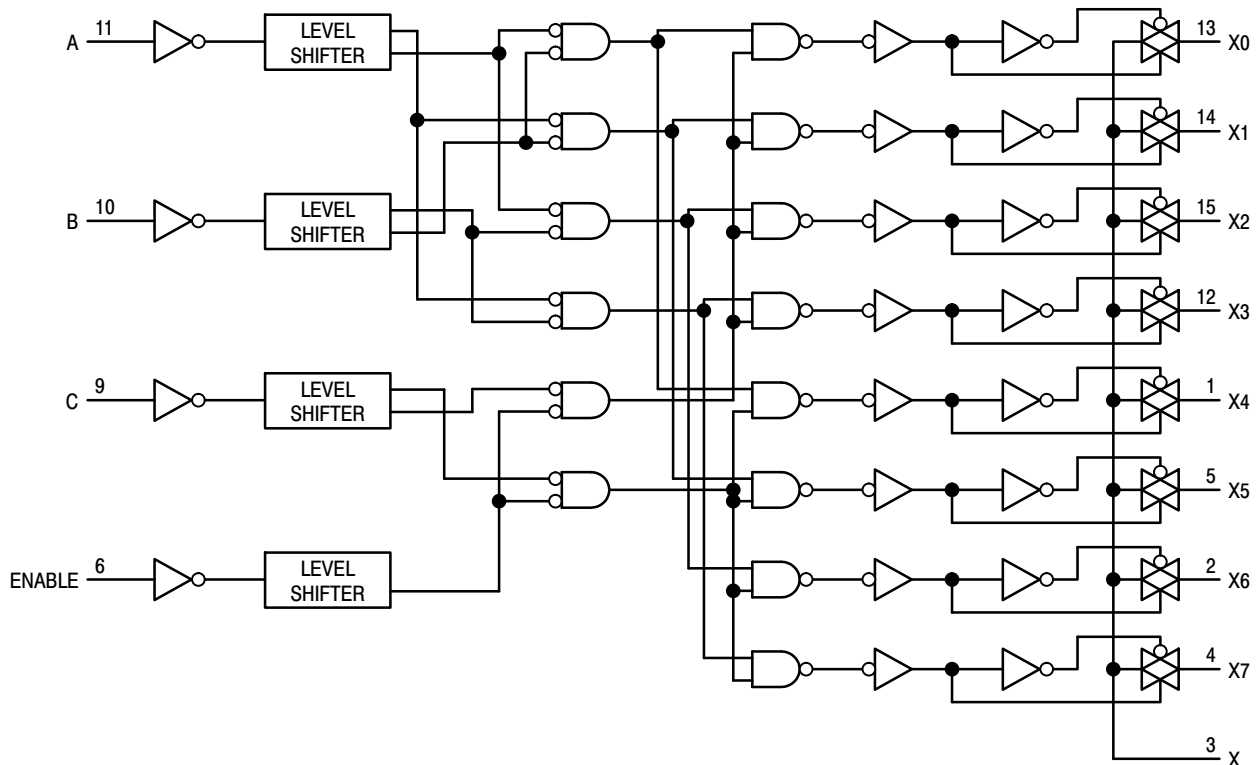 A 11 LEVEL SHIFTER 13 X0
14 X1
B 10 LEVEL SHIFTER 15 X2
12 X3
C 9 LEVEL SHIFTER 1 X4
5 X5
ENABLE 6 LEVEL SHIFTER 2 X6
4 X7
3 X